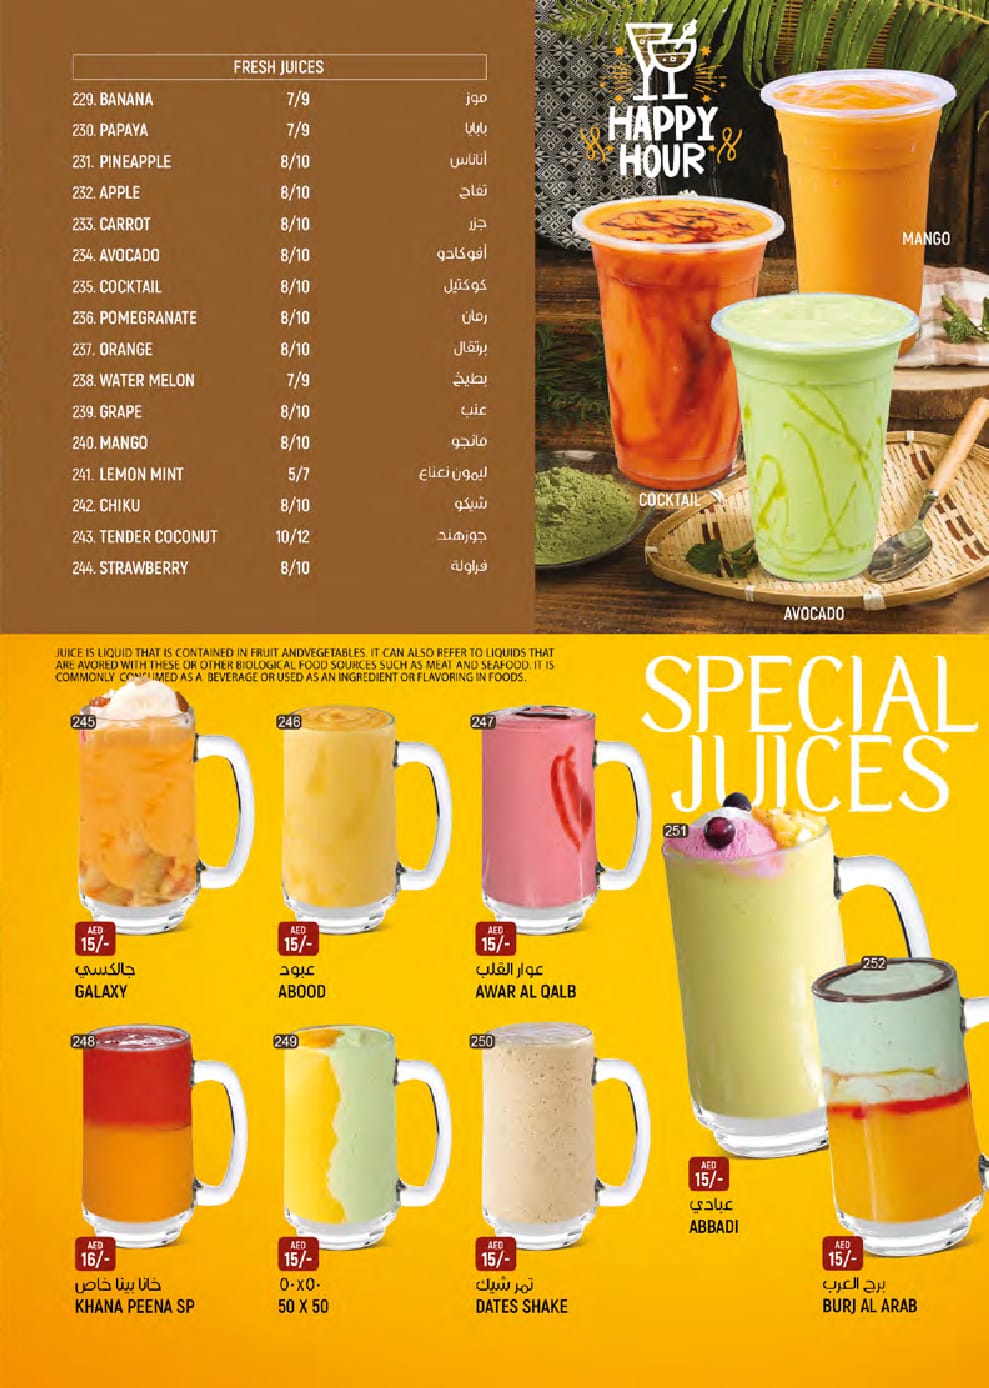 FRESH JUICES
229. BANANA 7/9 موز
230. PAPAYA 7/9 بابايا
231. PINEAPPLE 8/10 أناناس
232. APPLE 8/10 تفاح
233. CARROT 8/10 جزر
234. AVOCADO 8/10 أفوكادو
235. COCKTAIL 8/10 كوكتيل
236. POMEGRANATE 8/10 رمان
237. ORANGE 8/10 برتقال
238. WATER MELON 7/9 بطيخ
239. GRAPE 8/10 عنب
240. MANGO 8/10 مانجو
241. LEMON MINT 5/7 ليمون نعناع
242. CHIKU 8/10 شيكو
243. TENDER COCONUT 10/12 جوزهند
244. STRAWBERRY 8/10 فراولة
HAPPY
HOUR
MANGO
COCKTAIL
AVOCADO
JUICE IS LIQUID THAT IS CONTAINED IN FRUIT ANDVEGETABLES. IT CAN ALSO REFER TO LIQUIDS THAT
ARE AVORED WITH THESE OR OTHER BIOLOGICAL FOOD SOURCES SUCH AS MEAT AND SEAFOOD. IT IS
COMMONLY CONSUMED AS A BEVERAGE OR USED AS AN INGREDIENT OR FLAVORING IN FOODS.
SPECIAL
JUICES
245
AED
15/-
جالكسي
GALAXY
246
AED
15/-
عبود
ABOOD
247
AED
15/-
عوار القلب
AWAR AL QALB
248
AED
16/-
خانا بينا خاص
KHANA PEENA SP
249
AED
15/-
٥٠X٥٠
50 X 50
250
AED
15/-
تمر شيك
DATES SHAKE
251
AED
15/-
عبادي
ABBADI
252
AED
15/-
برج العرب
BURJ AL ARAB